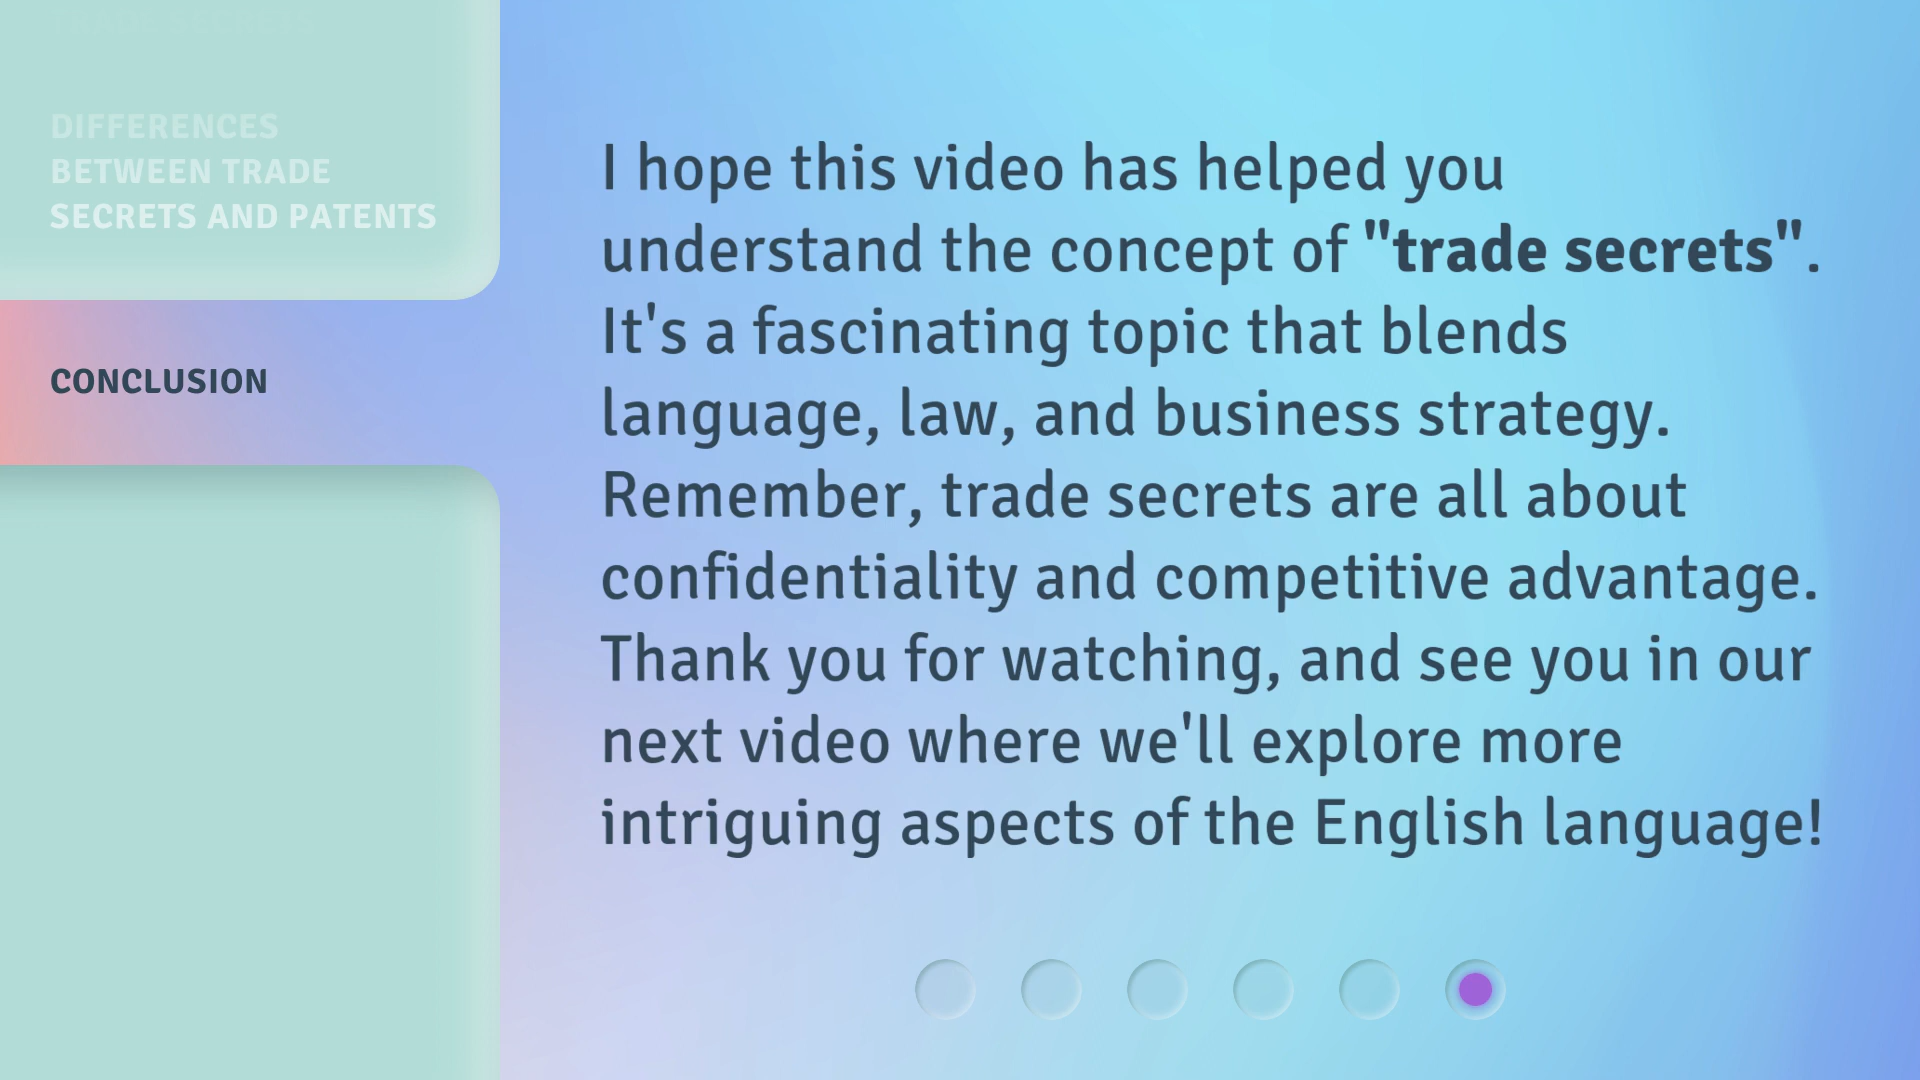 DIFFERENCES
BETWEEN TRADE
SECRETS AND PATENTS
CONCLUSION
I hope this video has helped you
understand the concept of "trade secrets".
It's a fascinating topic that blends
language, law, and business strategy.
Remember, trade secrets are all about
confidentiality and competitive advantage.
Thank you for watching, and see you in our
next video where we'll explore more
intriguing aspects of the English language!